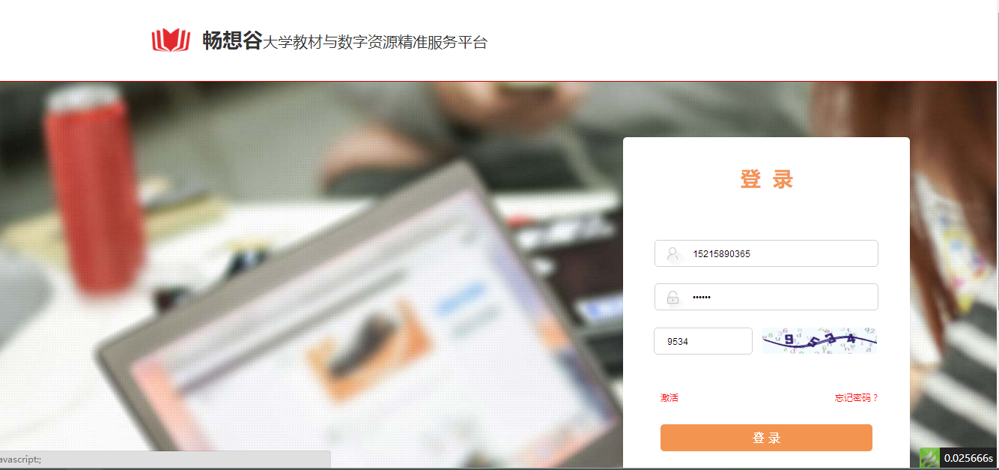 畅想谷大学教材与数字资源精准服务平台
登 录
15215890365
••••••
9534
激活
忘记密码？
登 录
avascript:;
0.025666s